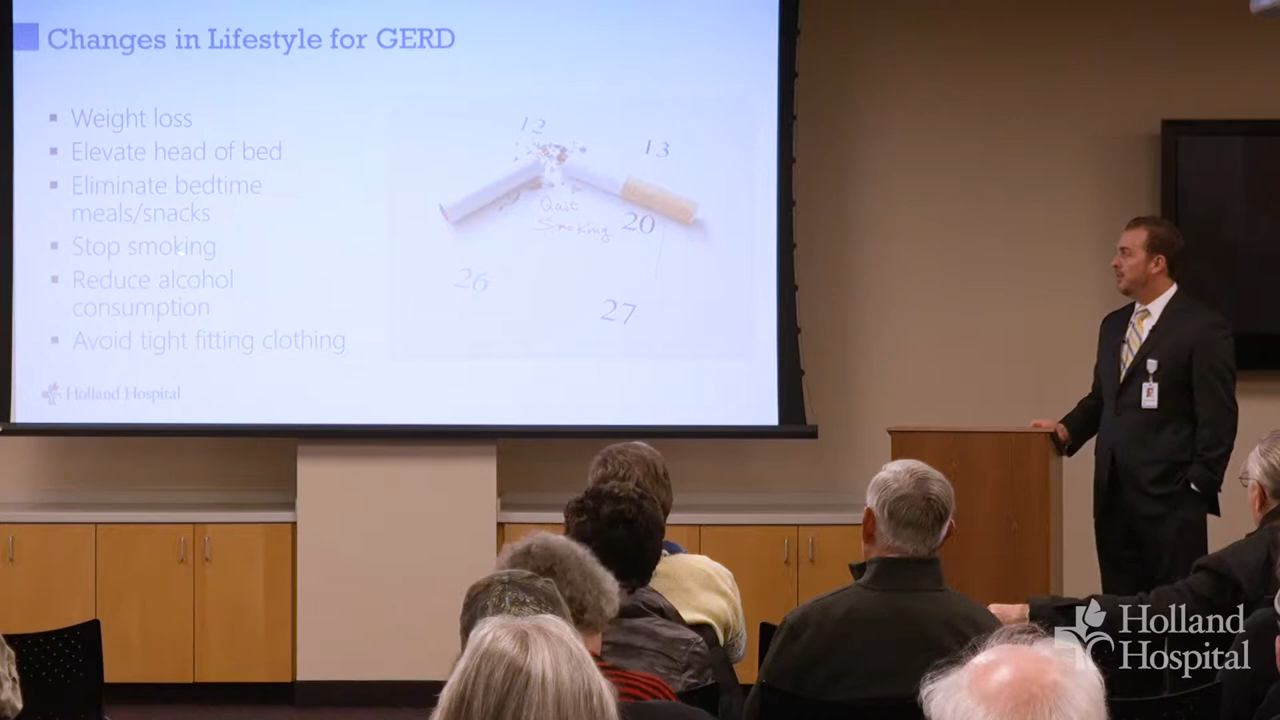 Changes in Lifestyle for GERD
▪ Weight loss
▪ Elevate head of bed
▪ Eliminate bedtime
meals/snacks
▪ Stop smoking
▪ Reduce alcohol
consumption
▪ Avoid tight fitting clothing
12
13
Quit
Smoking
20
26
27
Holland Hospital
Holland
Hospital